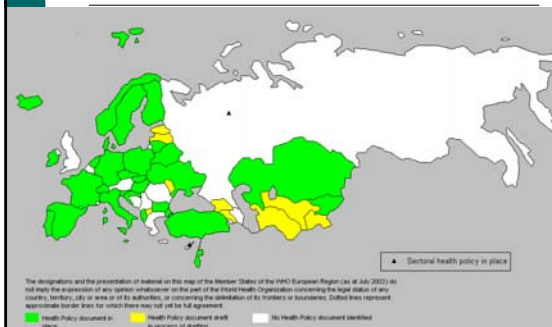 Sectoral health policy in place
The designations and the presentation of material on this map of the Member States of the WHO European Region (as at July 2003) do
not imply the expression of any opinion whatsoever on the part of the World Health Organization concerning the legal status of any
country, territory, city or area or of its authorities, or concerning the delimitation of its frontiers or boundaries. Dotted lines represent
approximate border lines for which there may not yet be full agreement.
Health Policy document in
place
Health Policy document draft
in process of drafting
No Health Policy document identified